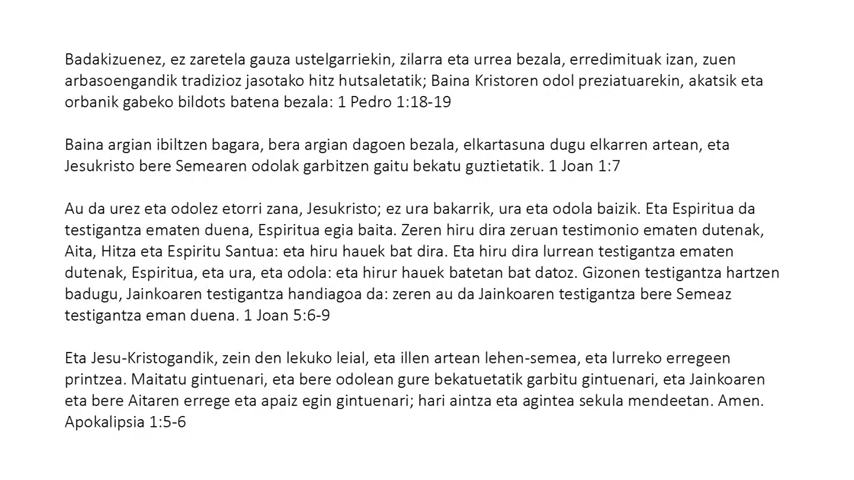 Badakizuenez, ez zaretela gauza ustelgarriekin, zilarra eta urrea bezala, erredimituak izan, zuen
arbasoengandik tradizioz jasotako hitz hutsaletatik; Baina Kristoren odol preziatuarekin, akatsik eta
orbanik gabeko bildots batena bezala: 1 Pedro 1:18-19
Baina argian ibiltzen bagara, bera argian dagoen bezala, elkartasuna dugu elkarren artean, eta
Jesukristo bere Semearen odolak garbitzen gaitu bekatu guztietatik. 1 Joan 1:7
Au da urez eta odolez etorri zana, Jesukristo; ez ura bakarrik, ura eta odola baizik. Eta Espiritua da
testigantza ematen duena, Espiritua egia baita. Zeren hiru dira zeruan testimonio ematen dutenak,
Aita, Hitza eta Espiritu Santua: eta hiru hauek bat dira. Eta hiru dira lurrean testigantza ematen
dutenak, Espiritua, eta ura, eta odola: eta hirur hauek batetan bat datoz. Gizonen testigantza hartzen
badugu, Jainkoaren testigantza handiagoa da: zeren au da Jainkoaren testigantza bere Semeaz
testigantza eman duena. 1 Joan 5:6-9
Eta Jesu-Kristogandik, zein den lekuko leial, eta illen artean lehen-semea, eta lurreko erregeen
printzea. Maitatu gintuenari, eta bere odolean gure bekatuetatik garbitu gintuenari, eta Jainkoaren
eta bere Aitaren errege eta apaiz egin gintuenari; hari aintza eta agintea sekula mendeetan. Amen.
Apokalipsia 1:5-6